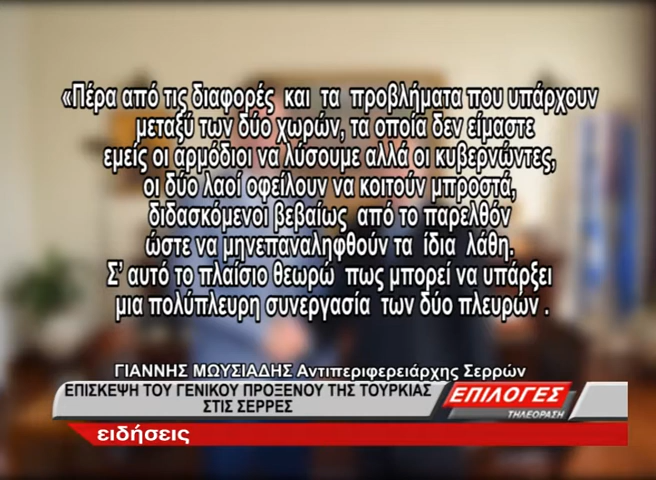 «Πέρα από τις διαφορές και τα προβλήματα που υπάρχουν
μεταξύ των δύο χωρών, τα οποία δεν είμαστε
εμείς οι αρμόδιοι να λύσουμε αλλά οι κυβερνώντες,
οι δύο λαοί οφείλουν να κοιτούν μπροστά,
διδασκόμενοι βεβαίως από το παρελθόν
ώστε να μηνεπαναληφθούν τα ίδια λάθη.
Σ' αυτό το πλαίσιο θεωρώ πως μπορεί να υπάρξει
μια πολύπλευρη συνεργασία των δύο πλευρών .
ΓΙΑΝΝΗΣ ΜΩΥΣΙΑΔΗΣ Αντιπεριφερειάρχης Σερρών
ΕΠΙΣΚΕΨΗ ΤΟΥ ΓΕΝΙΚΟΥ ΠΡΟΞΕΝΟΥ ΤΗΣ ΤΟΥΡΚΙΑΣ
ΣΤΙΣ ΣΕΡΡΕΣ
ΕΠΙΛΟΓΕΣ
ΤΗΛΕΟΡΑΣΗ
ειδήσεις